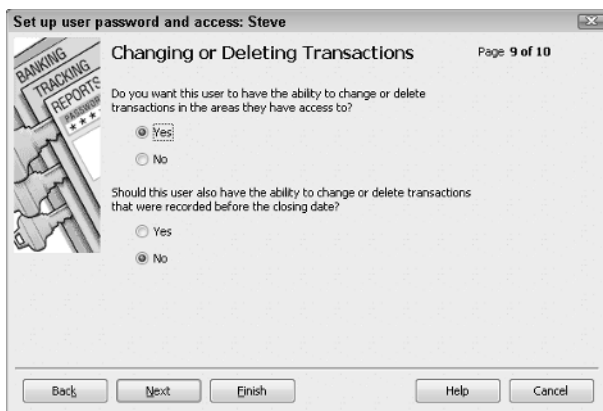 Set up user password and access: Steve
BANKING
TRACKING
REPORTS
PASSWORD
****
Changing or Deleting Transactions
Page 9 of 10
Do you want this user to have the ability to change or delete
transactions in the areas they have access to?
Yes
No
Should this user also have the ability to change or delete transactions
that were recorded before the closing date?
Yes
No
Back
Next
Finish
Help
Cancel